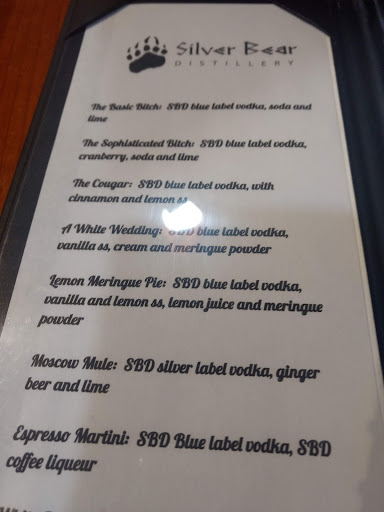 Silver Bear
DISTILLERY
The Basic Bitch: SBD blue label vodka, soda and
lime
The Sophisticated Bitch: SBD blue label vodka,
cranberry, soda and lime
The Cougar: SBD blue label vodka, with
cinnamon and lemon ss
A White Wedding: SBD blue label vodka,
vanilla ss, cream and meringue powder
Lemon Meringue Pie: SBD blue label vodka,
vanilla and lemon ss, lemon juice and meringue
powder
Moscow Mule: SBD silver label vodka, ginger
beer and lime
Espresso Martini: SBD Blue label vodka, SBD
coffee liqueur